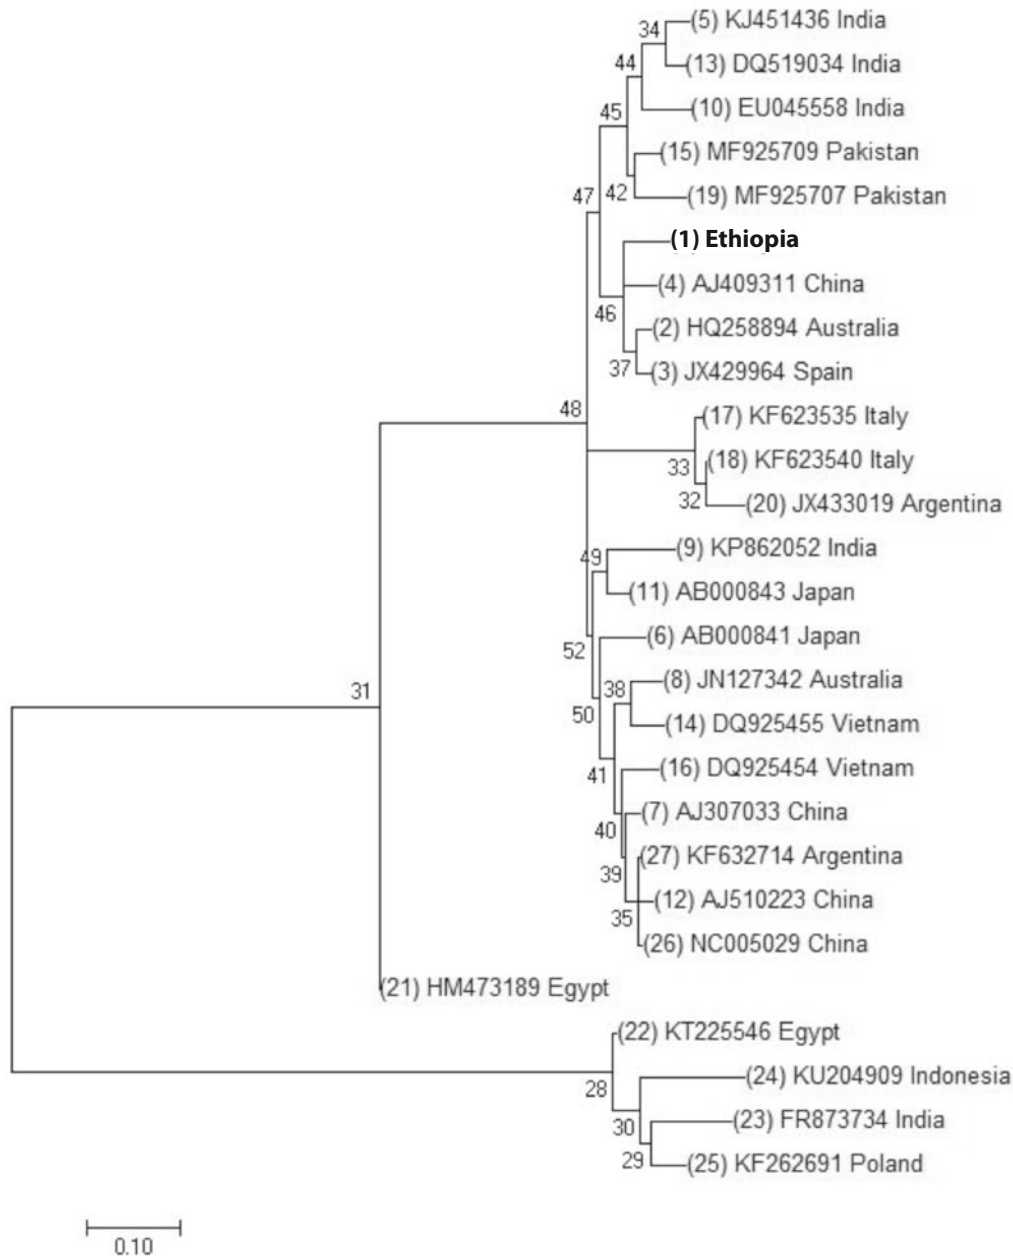 34
(5) KJ451436 India
44
(13) DQ519034 India
45
(10) EU045558 India
(15) MF925709 Pakistan
47
42
(19) MF925707 Pakistan
(1) Ethiopia
(4) AJ409311 China
46
(2) HQ258894 Australia
37
(3) JX429964 Spain
48
(17) KF623535 Italy
33
(18) KF623540 Italy
32
(20) JX433019 Argentina
49
(9) KP862052 India
(11) AB000843 Japan
52
(6) AB000841 Japan
38
(8) JN127342 Australia
31
50
(14) DQ925455 Vietnam
41
(16) DQ925454 Vietnam
(7) AJ307033 China
40
(27) KF632714 Argentina
39
(12) AJ510223 China
35
(26) NC005029 China
(21) HM473189 Egypt
(22) KT225546 Egypt
28
(24) KU204909 Indonesia
30
(23) FR873734 India
29
(25) KF262691 Poland
0.10